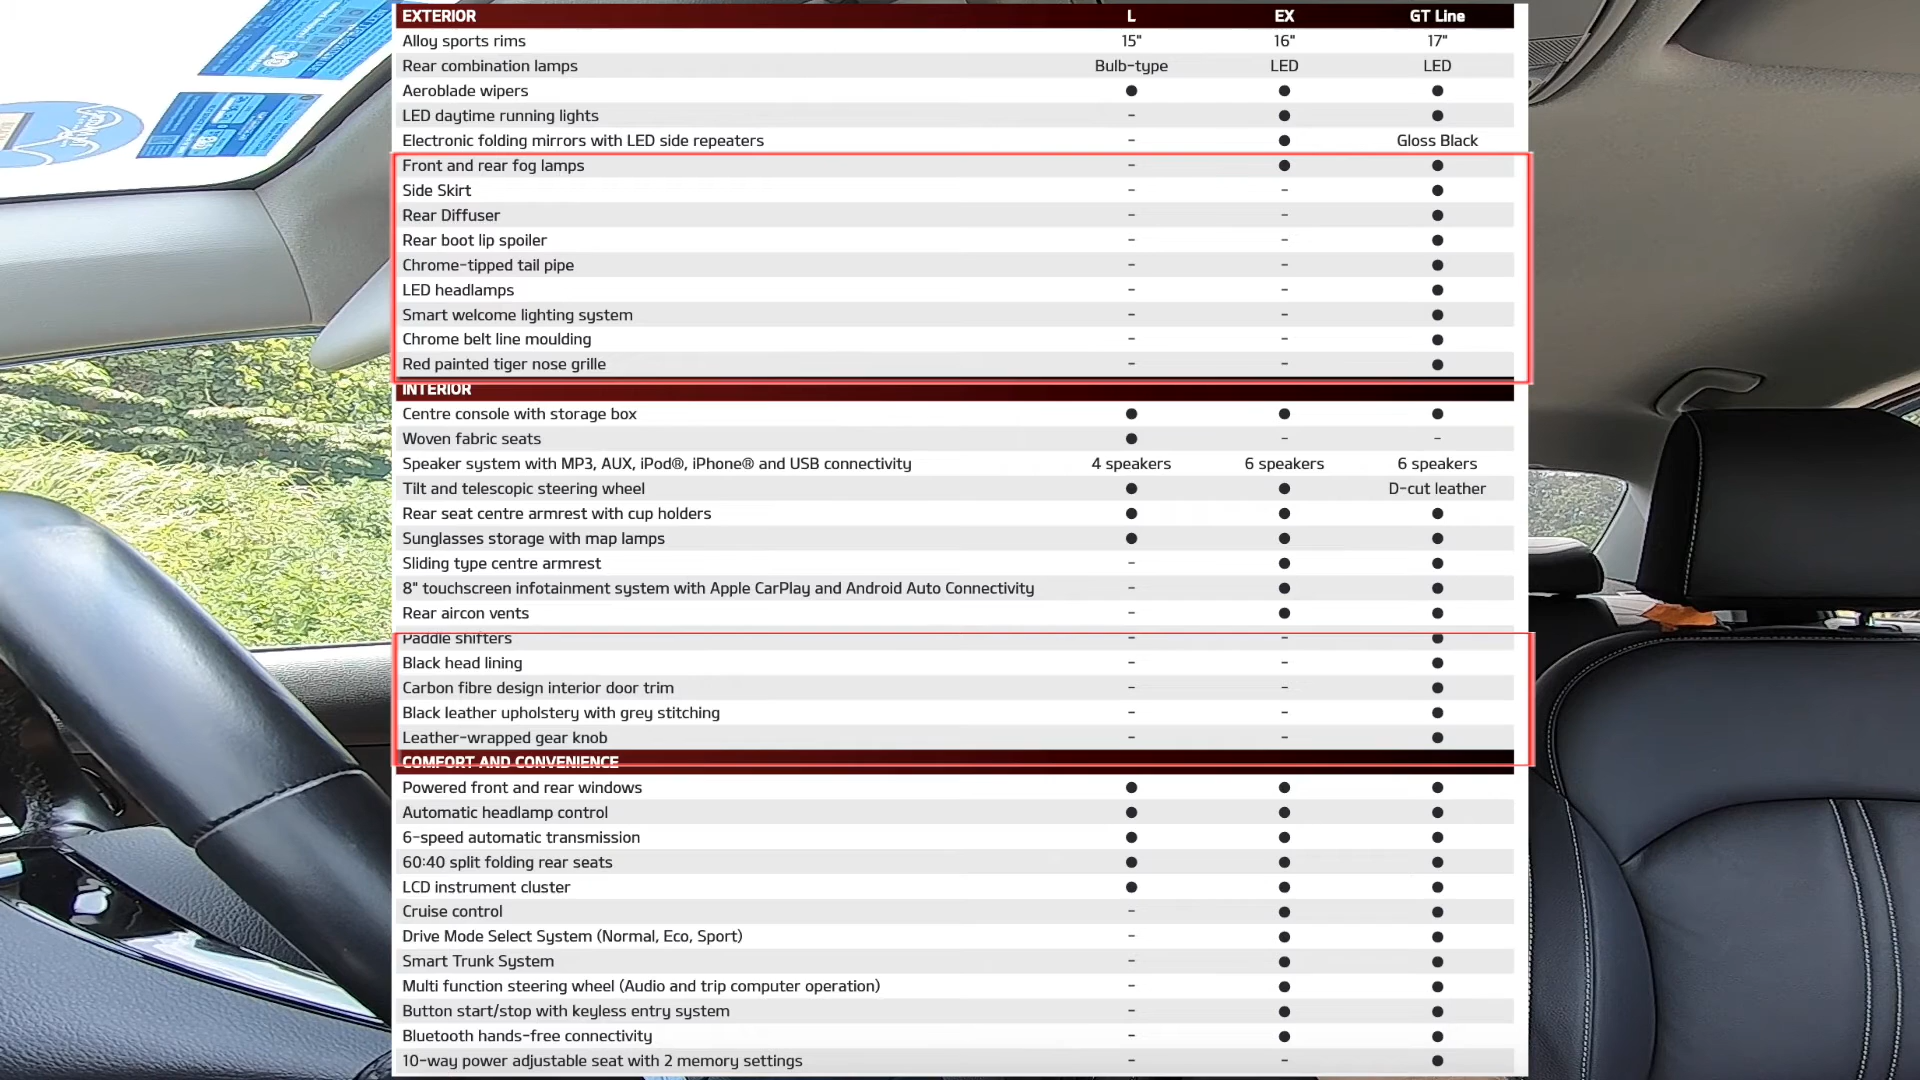 EXTERIOR L EX GT Line
Alloy sports rims 15" 16" 17"
Rear combination lamps Bulb-type LED LED
Aeroblade wipers ● ● ●
LED daytime running lights - ● ●
Electronic folding mirrors with LED side repeaters - ● Gloss Black
Front and rear fog lamps - ● ●
Side Skirt - - ●
Rear Diffuser - - ●
Rear boot lip spoiler - - ●
Chrome-tipped tail pipe - - ●
LED headlamps - - ●
Smart welcome lighting system - - ●
Chrome belt line moulding - - ●
Red painted tiger nose grille - - ●
INTERIOR
Centre console with storage box ● ● ●
Woven fabric seats ● - -
Speaker system with MP3, AUX, iPod®, iPhone® and USB connectivity 4 speakers 6 speakers 6 speakers
Tilt and telescopic steering wheel ● ● D-cut leather
Rear seat centre armrest with cup holders ● ● ●
Sunglasses storage with map lamps ● ● ●
Sliding type centre armrest - ● ●
8" touchscreen infotainment system with Apple CarPlay and Android Auto Connectivity - ● ●
Rear aircon vents - ● ●
Paddle shifters - - ●
Black head lining - - ●
Carbon fibre design interior door trim - - ●
Black leather upholstery with grey stitching - - ●
Leather-wrapped gear knob - - ●
COMFORT AND CONVENIENCE
Powered front and rear windows ● ● ●
Automatic headlamp control ● ● ●
6-speed automatic transmission ● ● ●
60:40 split folding rear seats ● ● ●
LCD instrument cluster ● ● ●
Cruise control - ● ●
Drive Mode Select System (Normal, Eco, Sport) - ● ●
Smart Trunk System - ● ●
Multi function steering wheel (Audio and trip computer operation) - ● ●
Button start/stop with keyless entry system - ● ●
Bluetooth hands-free connectivity - ● ●
10-way power adjustable seat with 2 memory settings - - ●